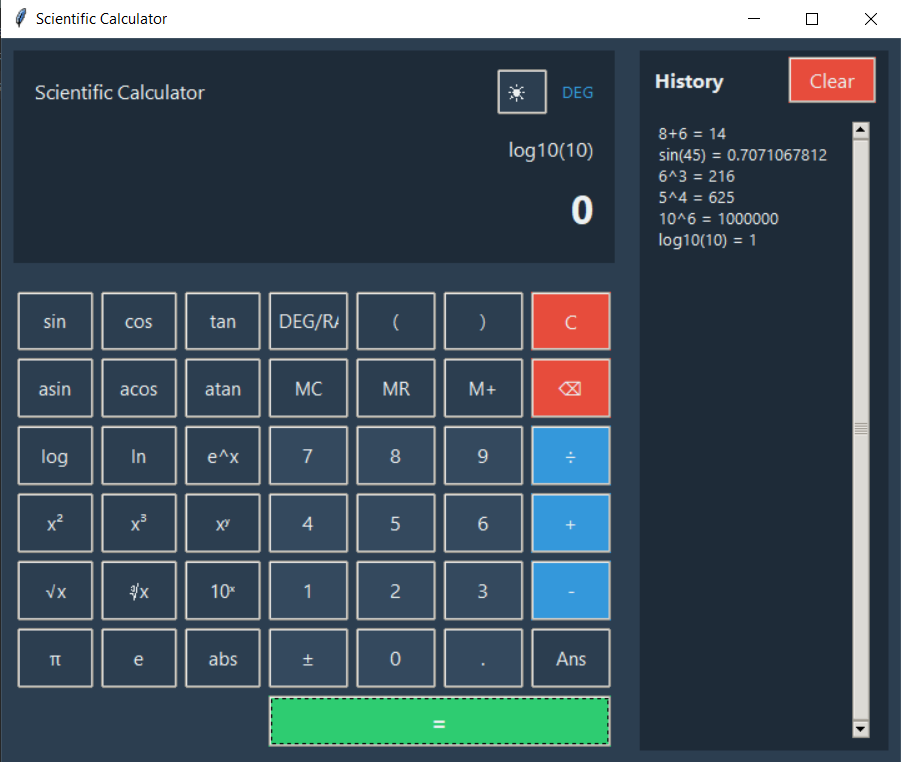 Scientific Calculator
Scientific Calculator
☀ DEG
log10(10)
0
sin cos tan DEG/RA ( ) C
asin acos atan MC MR M+ ⌫
log ln e^x 7 8 9 ÷
x² x³ xʸ 4 5 6 +
√x ∛x 10ˣ 1 2 3 -
π e abs ± 0 . Ans
=
History Clear
8+6 = 14
sin(45) = 0.7071067812
6^3 = 216
5^4 = 625
10^6 = 1000000
log10(10) = 1